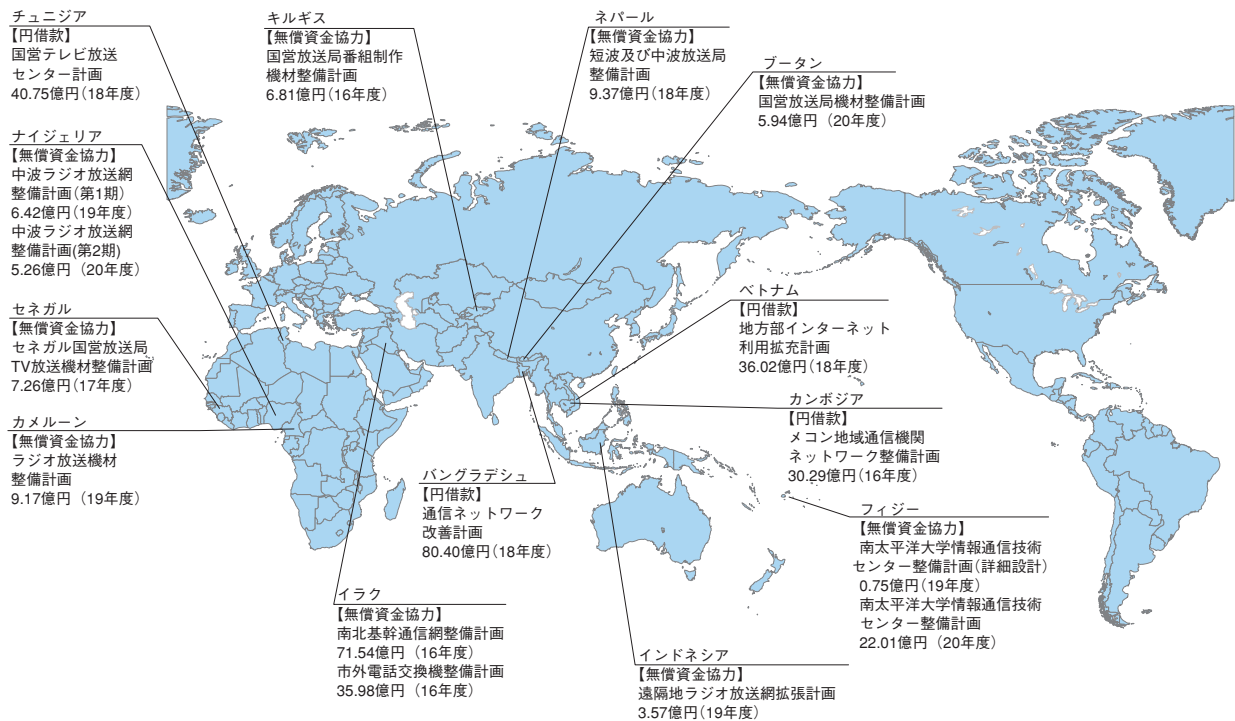 チュニジア
【円借款】
国営テレビ放送
センター計画
40.75億円(18年度)
キルギス
【無償資金協力】
国営放送局番組制作
機材整備計画
6.81億円(16年度)
ネパール
【無償資金協力】
短波及び中波放送局
整備計画
9.37億円(18年度)
ブータン
【無償資金協力】
国営放送局機材整備計画
5.94億円（20年度）
ナイジェリア
【無償資金協力】
中波ラジオ放送網
整備計画(第1期)
6.42億円(19年度)
中波ラジオ放送網
整備計画(第2期)
5.26億円（20年度）
セネガル
【無償資金協力】
セネガル国営放送局
TV放送機材整備計画
7.26億円(17年度)
カメルーン
【無償資金協力】
ラジオ放送機材
整備計画
9.17億円（19年度）
ベトナム
【円借款】
地方部インターネット
利用拡充計画
36.02億円(18年度)
カンボジア
【円借款】
メコン地域通信機関
ネットワーク整備計画
30.29億円(16年度)
バングラデシュ
【円借款】
通信ネットワーク
改善計画
80.40億円(18年度)
フィジー
【無償資金協力】
南太平洋大学情報通信技術
センター整備計画(詳細設計)
0.75億円(19年度)
南太平洋大学情報通信技術
センター整備計画
22.01億円（20年度）
イラク
【無償資金協力】
南北基幹通信網整備計画
71.54億円（16年度）
市外電話交換機整備計画
35.98億円（16年度）
インドネシア
【無償資金協力】
遠隔地ラジオ放送網拡張計画
3.57億円(19年度)